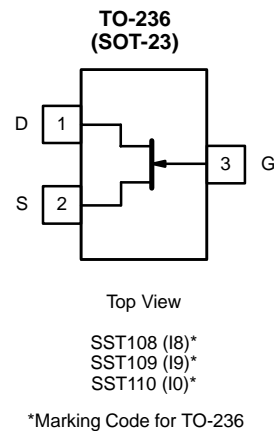 TO-236
(SOT-23)
D 1
3 G
S 2
Top View
SST108 (I8)*
SST109 (I9)*
SST110 (I0)*
*Marking Code for TO-236